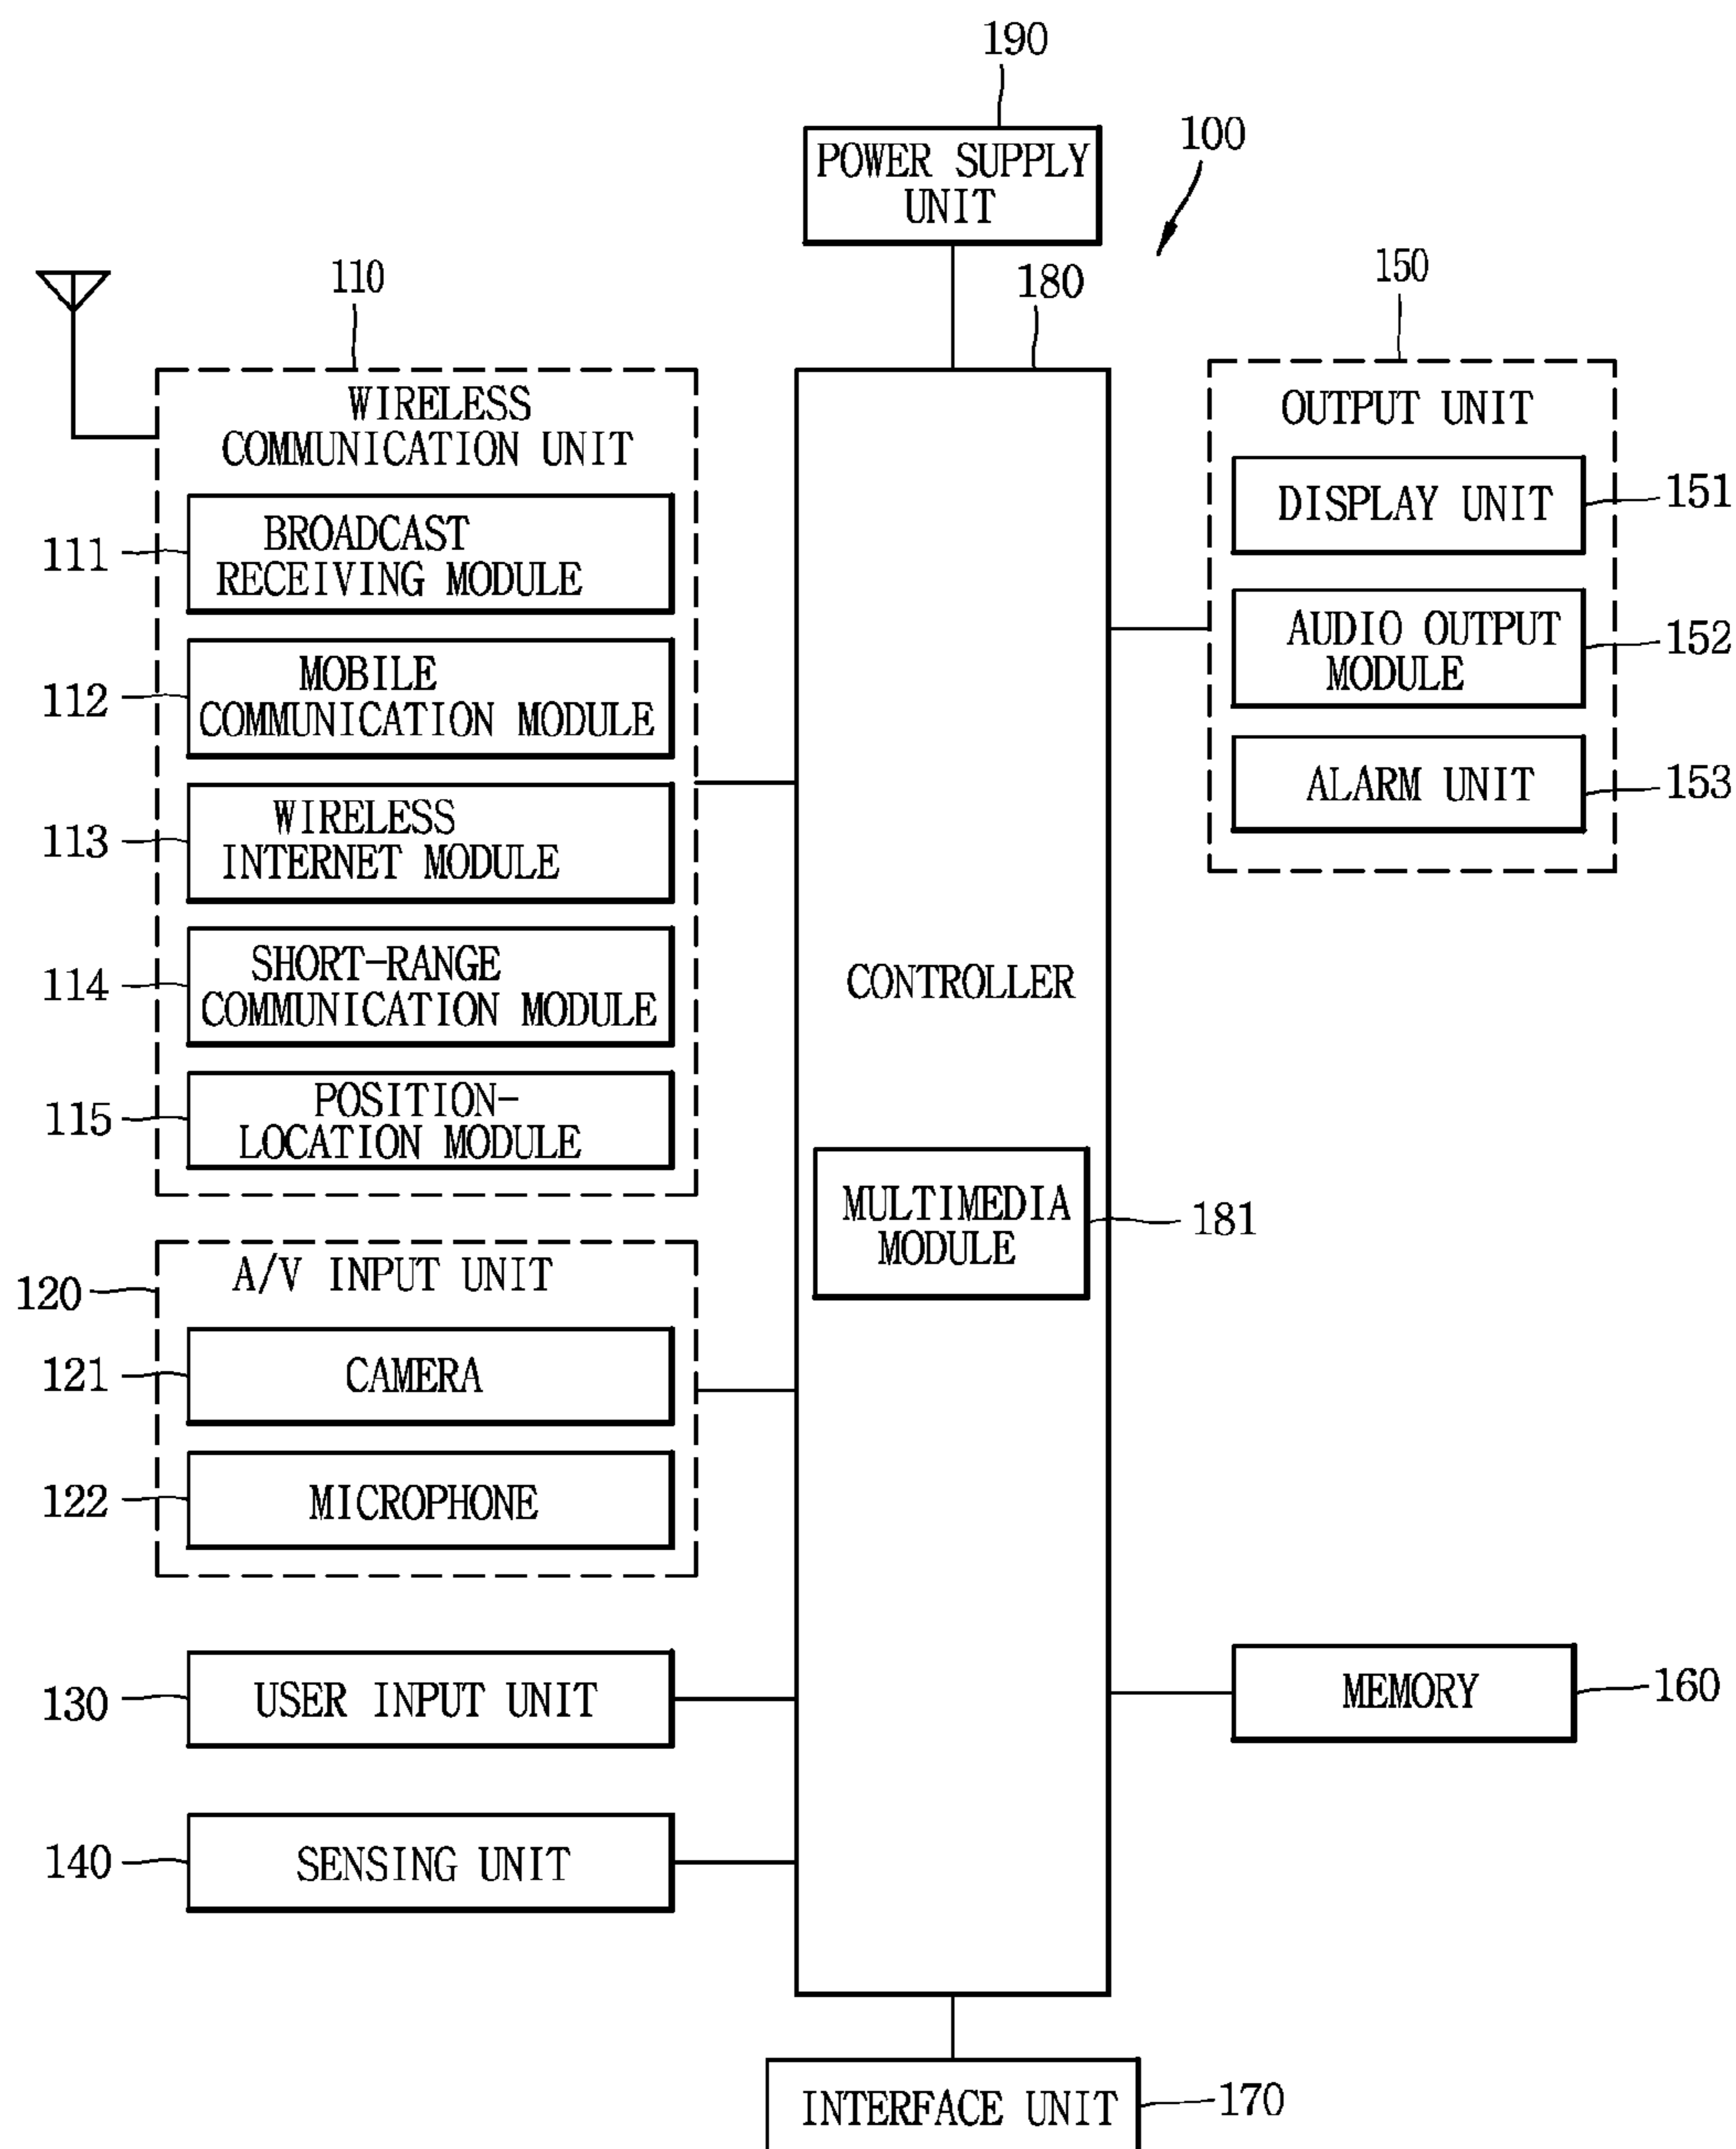 190
POWER SUPPLY
UNIT
100
110
180
150
WIRELESS
COMMUNICATION UNIT
111
BROADCAST
RECEIVING MODULE
112
MOBILE
COMMUNICATION MODULE
113
WIRELESS
INTERNET MODULE
114
SHORT-RANGE
COMMUNICATION MODULE
115
POSITION-
LOCATION MODULE
120
A/V INPUT UNIT
121
CAMERA
122
MICROPHONE
130
USER INPUT UNIT
140
SENSING UNIT
CONTROLLER
MULTIMEDIA
MODULE
181
OUTPUT UNIT
DISPLAY UNIT
151
AUDIO OUTPUT
MODULE
152
ALARM UNIT
153
MEMORY
160
INTERFACE UNIT
170